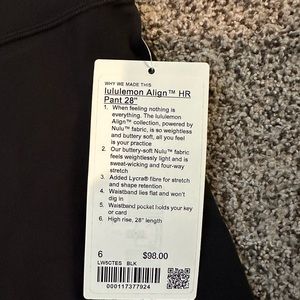 WHY WE MADE THIS
lululemon Align™ HR
Pant 28"
1. When feeling nothing is
everything. The lululemon
Align™ collection, powered by
Nulu™ fabric, is so weightless
and buttery soft, all you feel
is your practice
2. Our buttery-soft Nulu™ fabric
feels weightlessly light and is
sweat-wicking and four-way
stretch
3. Added Lycra® fibre for stretch
and shape retention
4. Waistband lies flat and won't
dig in
5. Waistband pocket holds your key
or card
6. High rise, 28" length
6 $98.00
LW5CTES BLK
000117377924